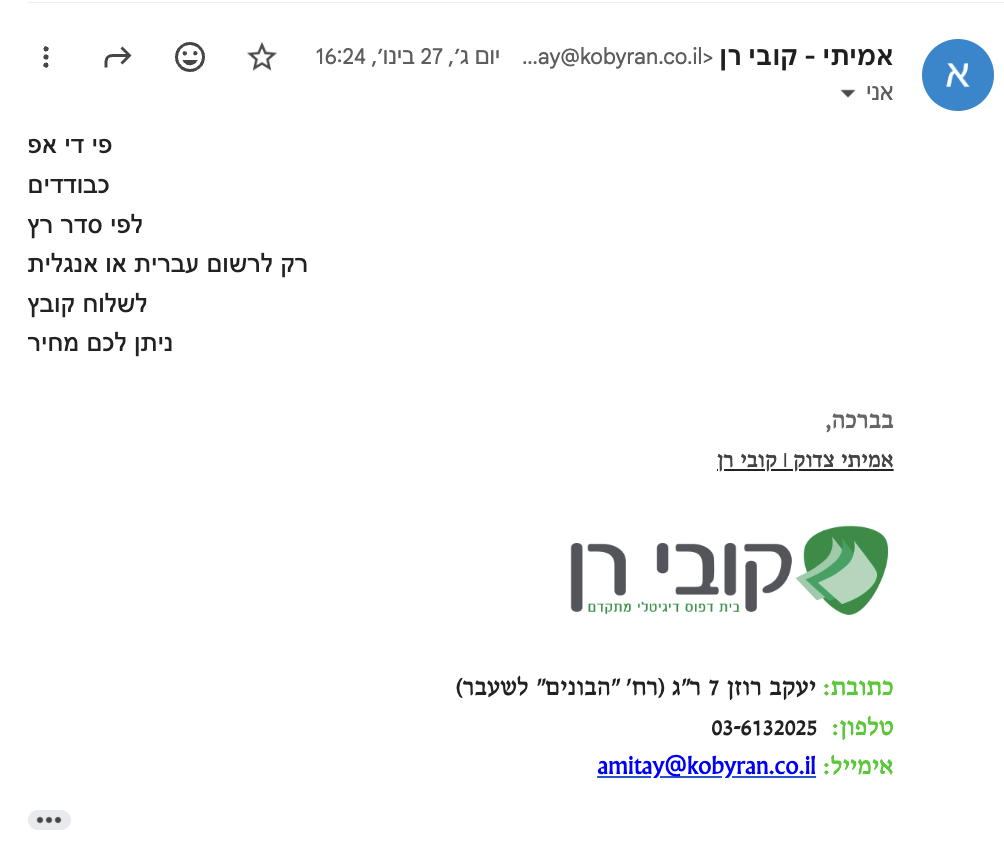 אמיתי - קובי רן <ay@kobyran.co.il... יום ג׳, 27 בינו׳, 16:24
א
אני
פי די אפ
כבודדים
לפי סדר רץ
רק לרשום עברית או אנגלית
לשלוח קובץ
ניתן לכם מחיר
בברכה,
אמיתי צדוק | קובי רן
קובי רן
בית דפוס דיגיטלי מתקדם
כתובת: יעקב רוזן 7 ר"ג (רח' "הבונים" לשעבר)
טלפון: 03-6132025
אימייל: amitay@kobyran.co.il